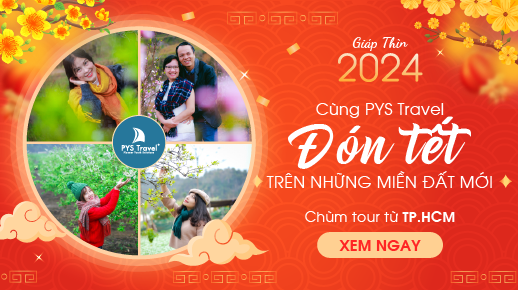 PYS Travel
Giáp Thìn
2024
Cùng PYS Travel
Đón tết
TRÊN NHỮNG MIỀN ĐẤT MỚI
Chùm tour từ TP.HCM
XEM NGAY